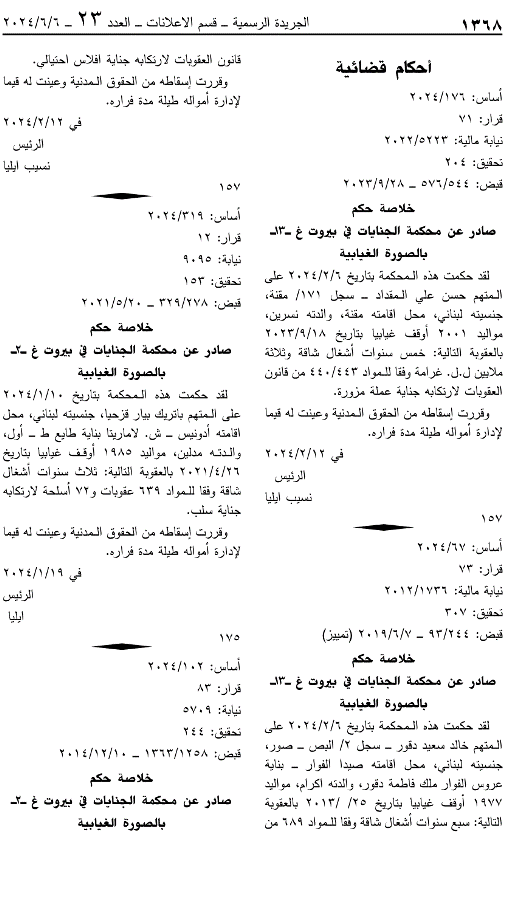 ١٣٦٨
الجريدة الرسمية – قسم الاعلانات – العدد ٢٣ – ٢٠٢٤/٦/٦
أحكام قضائية
أساس: ٢٠٢٤/١٧٦
قرار: ٧١
نيابة مالية: ٢٠٢٢/٥٢٢٣
تحقيق: ٢٠٤
قبض: ٥٧٦/٥٤٤ – ٢٠٢٣/٩/٢٨
خلاصة حكم
صادر عن محكمة الجنايات في بيروت غ –١٣–
بالصورة الغيابية
لقد حكمت هذه المحكمة بتاريخ ٢٠٢٤/٢/٦ على
المتهم حسن علي المقداد – سجل ١٧١/ مقنة،
جنسيته لبناني، محل اقامته مقنة، والدته نسرين،
مواليد ٢٠٠١ أوقف غيابيا بتاريخ ٢٠٢٣/٩/١٨
بالعقوبة التالية: خمس سنوات أشغال شاقة وثلاثة
ملايين ل.ل. غرامة وفقا للمواد ٤٤٠/٤٤٣ من قانون
العقوبات لارتكابه جناية عملة مزورة.
وقررت إسقاطه من الحقوق المدنية وعينت له قيما
لإدارة أمواله طيلة مدة فراره.
في ٢٠٢٤/٢/١٢
الرئيس
نسيب ايليا
١٥٧
أساس: ٢٠٢٤/٦٧
قرار: ٧٣
نيابة مالية: ٢٠١٢/١٧٣٦
تحقيق: ٣٠٧
قبض: ٩٣/٢٤٤ – ٢٠١٩/٦/٧ (تمييز)
خلاصة حكم
صادر عن محكمة الجنايات في بيروت غ –١٣–
بالصورة الغيابية
لقد حكمت هذه المحكمة بتاريخ ٢٠٢٤/٢/٦ على
المتهم خالد سعيد دقور – سجل ٢/ البص – صور،
جنسيته لبناني، محل اقامته صيدا الفوار – بناية
عروس الفوار ملك فاطمة دقور، والدته اكرام، مواليد
١٩٧٧ أوقف غيابيا بتاريخ ٢٥/ /٢٠١٣ بالعقوبة
التالية: سبع سنوات أشغال شاقة وفقا للمواد ٦٨٩ من
قانون العقوبات لارتكابه جناية افلاس احتيالي.
وقررت إسقاطه من الحقوق المدنية وعينت له قيما
لإدارة أمواله طيلة مدة فراره.
في ٢٠٢٤/٢/١٢
الرئيس
نسيب ايليا
١٥٧
أساس: ٢٠٢٤/٣١٩
قرار: ١٢
نيابة: ٩٠٩٥
تحقيق: ١٥٣
قبض: ٣٢٩/٢٧٨ – ٢٠٢١/٥/٢٠
خلاصة حكم
صادر عن محكمة الجنايات في بيروت غ –٢–
بالصورة الغيابية
لقد حكمت هذه المحكمة بتاريخ ٢٠٢٤/١/١٠
على المتهم باتريك بيار قزحيا، جنسيته لبناني، محل
اقامته أدونيس – ش. لامارينا بناية طابع ط – أول،
والدته مدلين، مواليد ١٩٨٥ أوقف غيابيا بتاريخ
٢٠٢١/٤/٢٦ بالعقوبة التالية: ثلاث سنوات أشغال
شاقة وفقا للمواد ٦٣٩ عقوبات و٧٢ أسلحة لارتكابه
جناية سلب.
وقررت إسقاطه من الحقوق المدنية وعينت له قيما
لإدارة أمواله طيلة مدة فراره.
في ٢٠٢٤/١/١٩
الرئيس
ايليا
١٧٥
أساس: ٢٠٢٤/١٠٢
قرار: ٨٣
نيابة: ٥٧٠٩
تحقيق: ٢٤٤
قبض: ١٣٦٣/١٢٥٨ – ٢٠١٤/١٢/١٠
خلاصة حكم
صادر عن محكمة الجنايات في بيروت غ –٢–
بالصورة الغيابية